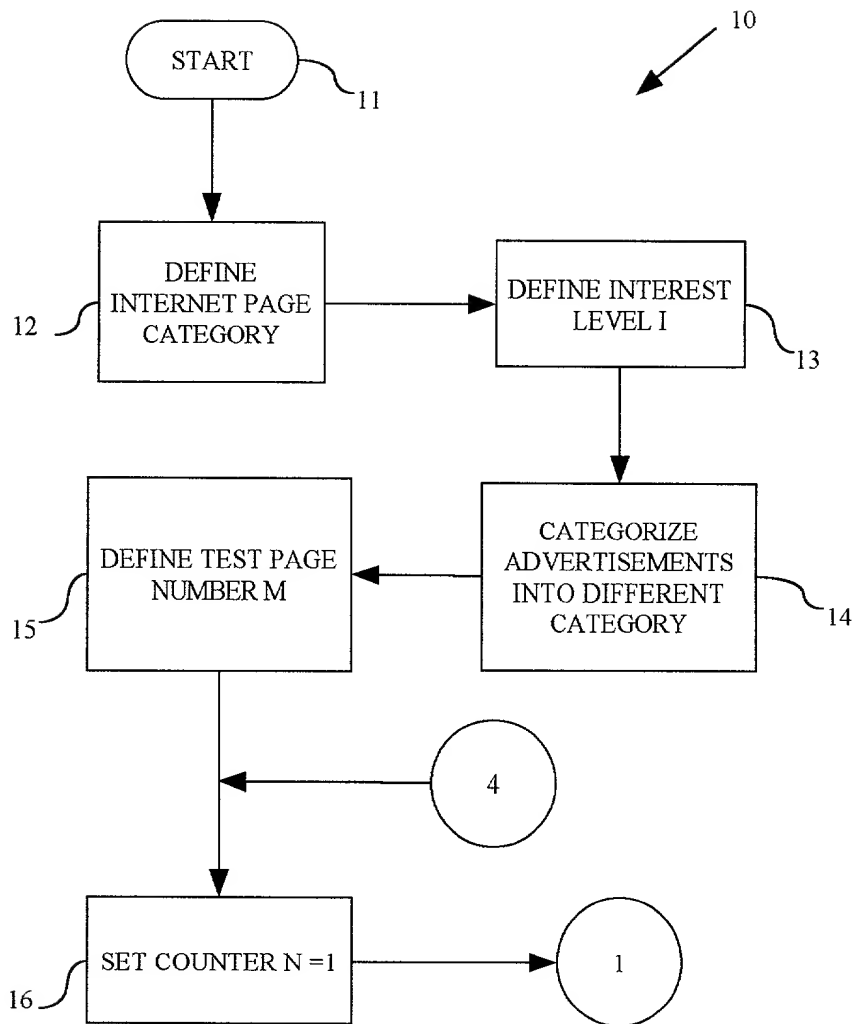 10
START
11
DEFINE
INTERNET PAGE
CATEGORY
12
DEFINE INTEREST
LEVEL I
13
CATEGORIZE
ADVERTISEMENTS
INTO DIFFERENT
CATEGORY
14
DEFINE TEST PAGE
NUMBER M
15
4
SET COUNTER N =1
16
1